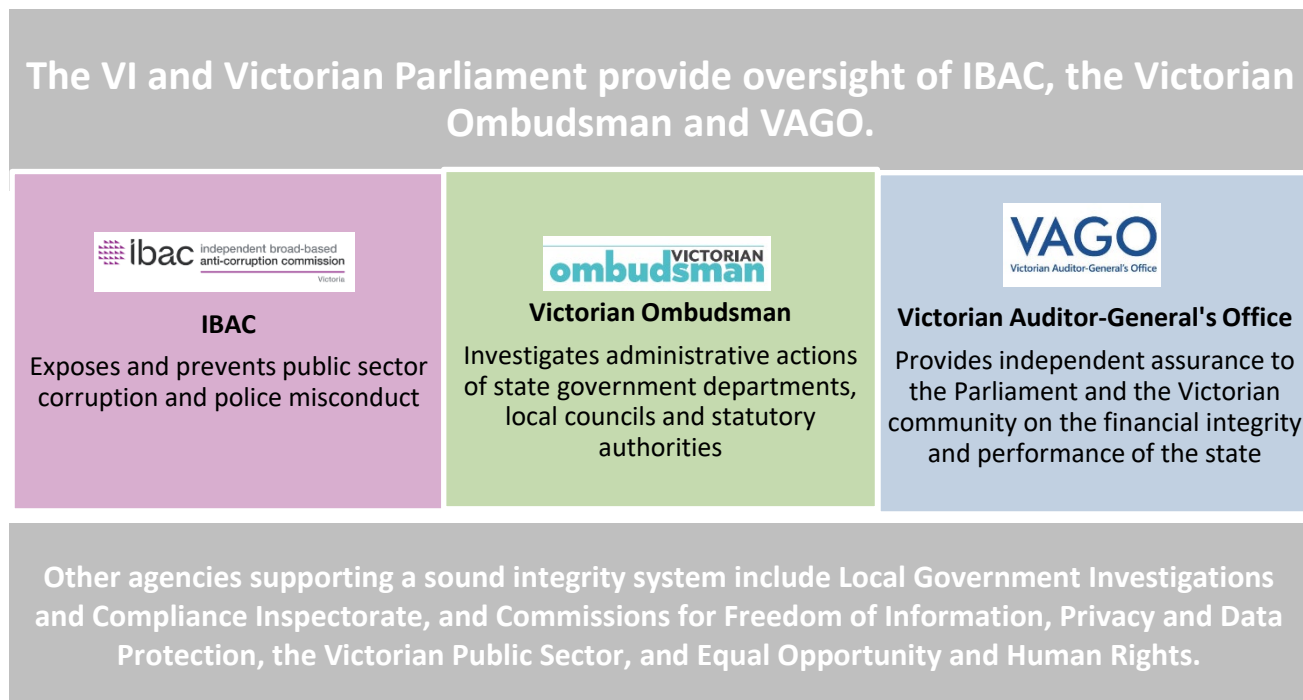 The VI and Victorian Parliament provide oversight of IBAC, the Victorian
Ombudsman and VAGO.
ibac independent broad-based
anti-corruption commission
Victoria
IBAC
Exposes and prevents public sector
corruption and police misconduct
VICTORIAN
ombudsman
Victorian Ombudsman
Investigates administrative actions
of state government departments,
local councils and statutory
authorities
VAGO
Victorian Auditor-General's Office
Victorian Auditor-General's Office
Provides independent assurance to
the Parliament and the Victorian
community on the financial integrity
and performance of the state
Other agencies supporting a sound integrity system include Local Government Investigations
and Compliance Inspectorate, and Commissions for Freedom of Information, Privacy and Data
Protection, the Victorian Public Sector, and Equal Opportunity and Human Rights.